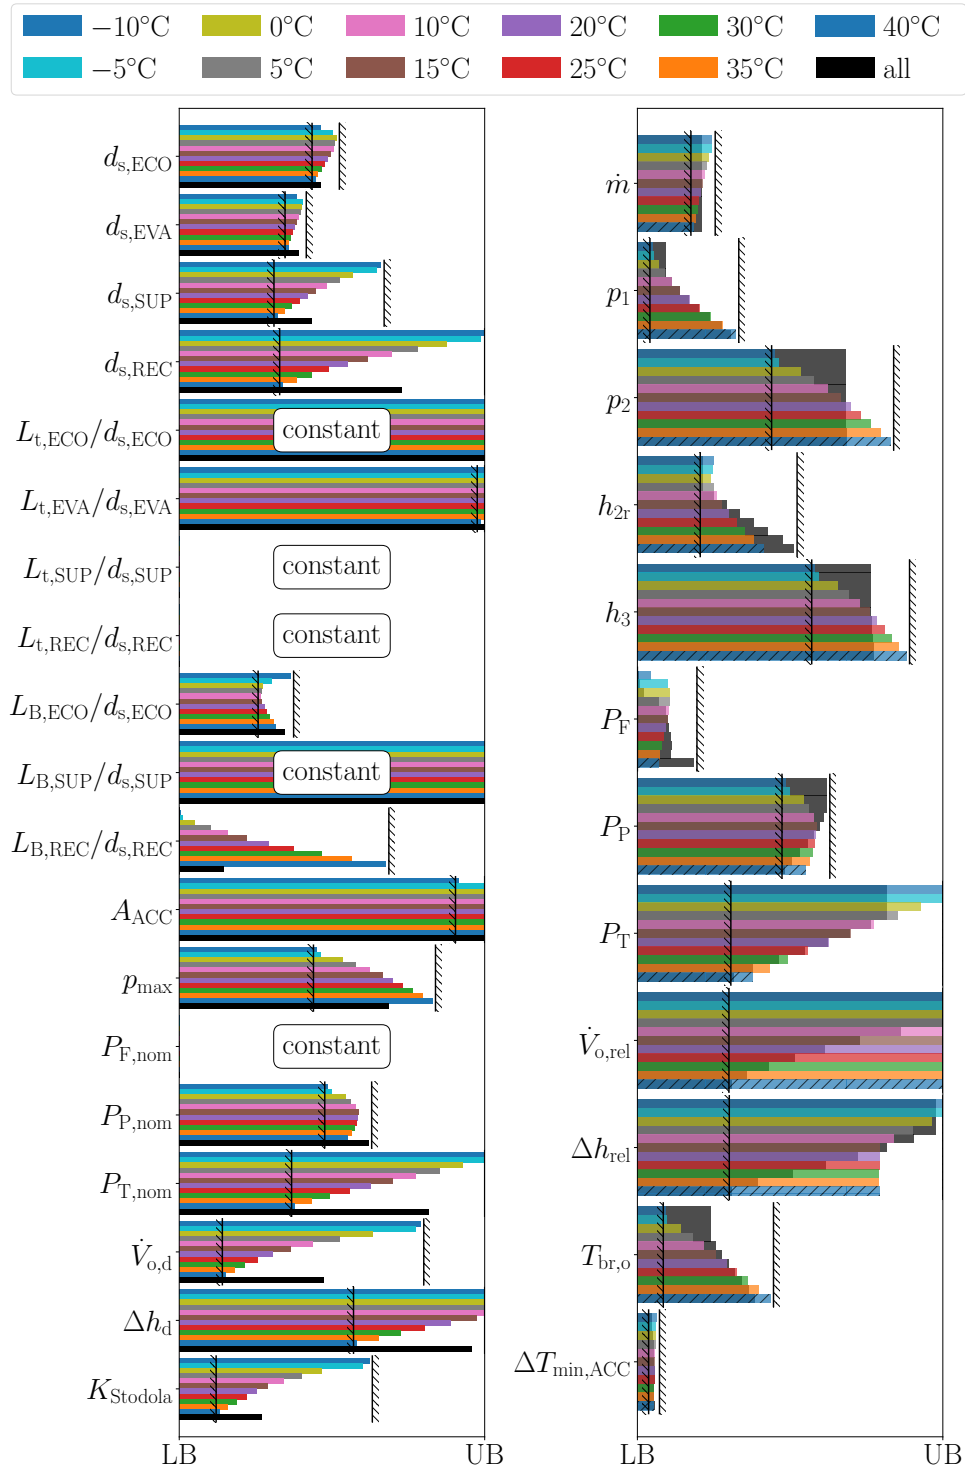 −10°C 0°C 10°C 20°C 30°C 40°C
−5°C 5°C 15°C 25°C 35°C all
d_s,ECO
d_s,EVA
d_s,SUP
d_s,REC
L_t,ECO/d_s,ECO constant
L_t,EVA/d_s,EVA
L_t,SUP/d_s,SUP constant
L_t,REC/d_s,REC constant
L_B,ECO/d_s,ECO
L_B,SUP/d_s,SUP constant
L_B,REC/d_s,REC
A_ACC
p_max
P_F,nom constant
P_P,nom
P_T,nom
V̇_o,d
Δh_d
K_Stodola
LB UB
ṁ
p_1
p_2
h_2r
h_3
P_F
P_P
P_T
V̇_o,rel
Δh_rel
T_br,o
ΔT_min,ACC
LB UB